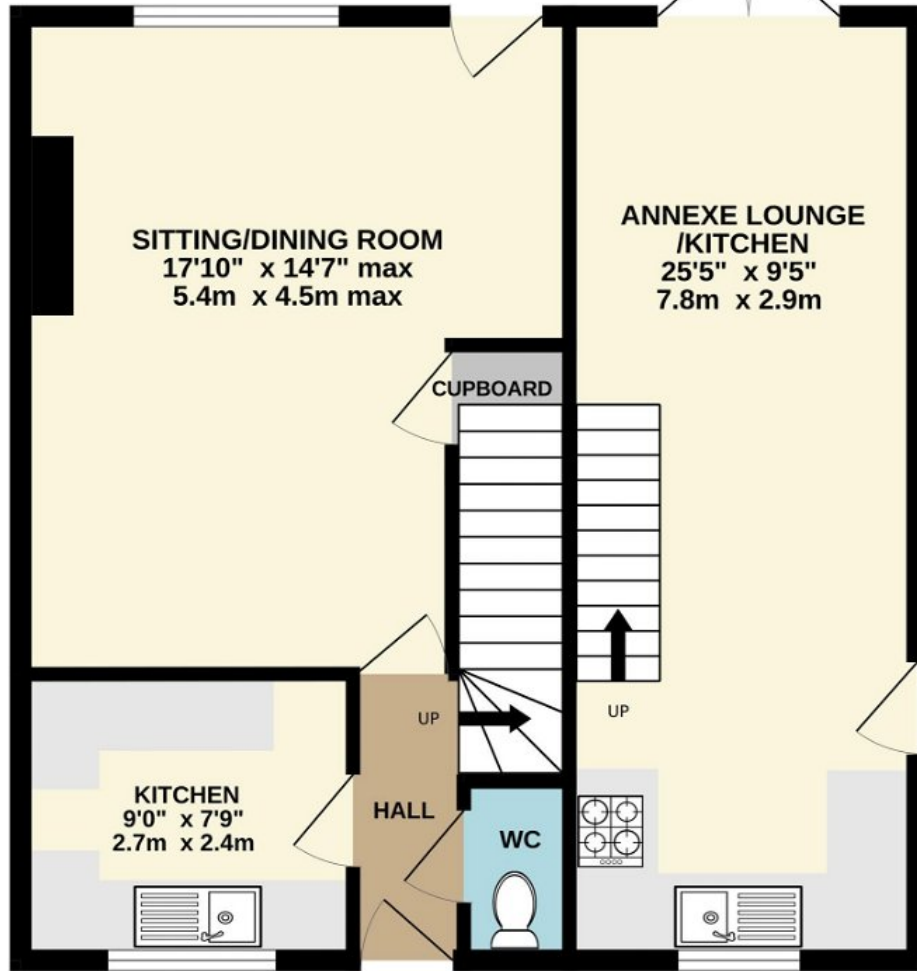 SITTING/DINING ROOM
17'10" x 14'7" max
5.4m x 4.5m max
ANNEXE LOUNGE
/KITCHEN
25'5" x 9'5"
7.8m x 2.9m
CUPBOARD
UP
UP
KITCHEN
9'0" x 7'9"
2.7m x 2.4m
HALL
WC